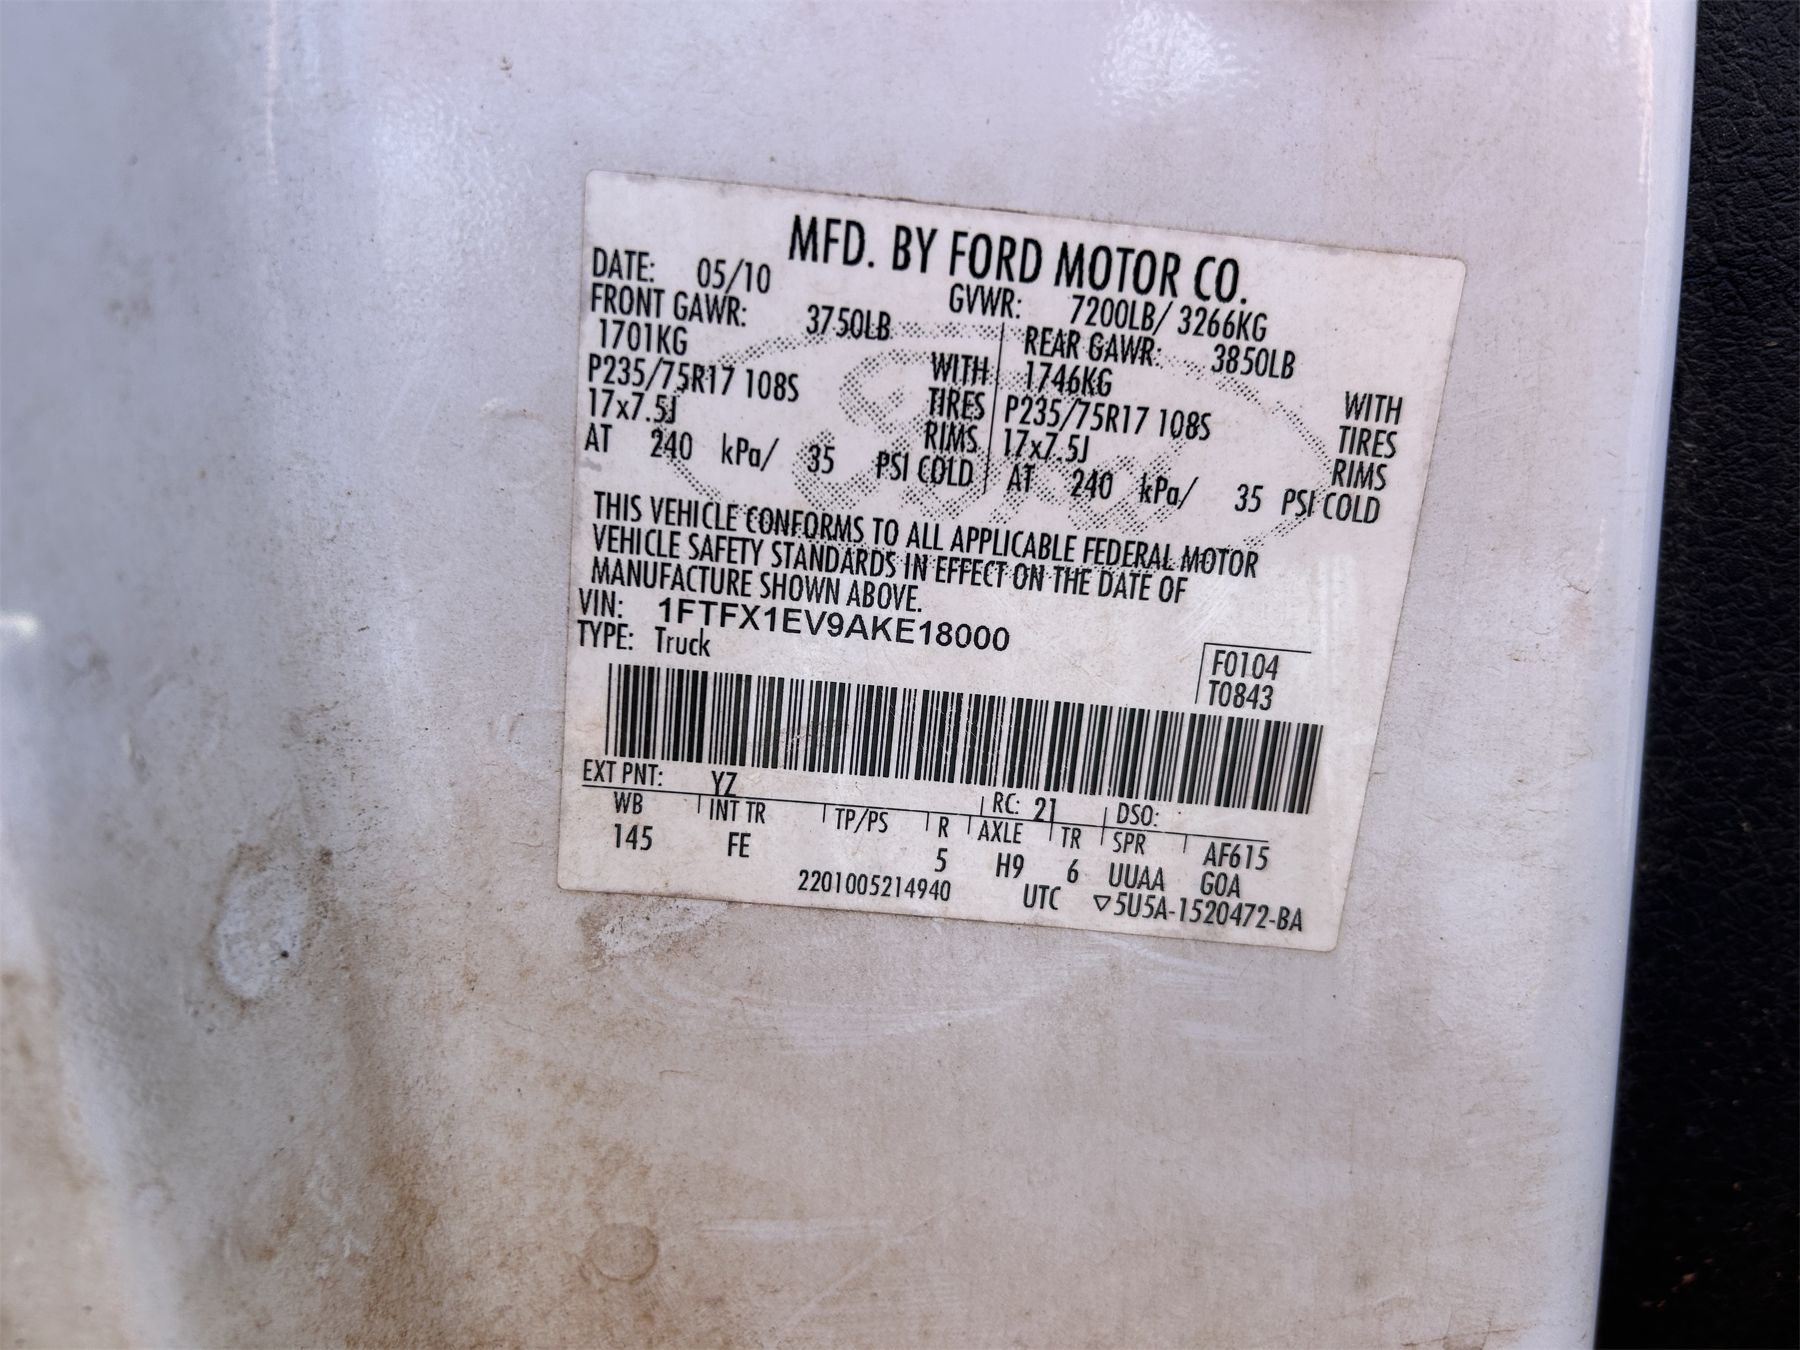 MFD. BY FORD MOTOR CO.
DATE: 05/10 GVWR: 7200LB/ 3266KG
FRONT GAWR: 3750LB REAR GAWR: 3850LB
1701KG WITH 1746KG WITH
P235/75R17 108S TIRES P235/75R17 108S TIRES
17x7.5J RIMS 17x7.5J RIMS
AT 240 kPa/ 35 PSI COLD AT 240 kPa/ 35 PSI COLD
THIS VEHICLE CONFORMS TO ALL APPLICABLE FEDERAL MOTOR
VEHICLE SAFETY STANDARDS IN EFFECT ON THE DATE OF
MANUFACTURE SHOWN ABOVE.
VIN: 1FTFX1EV9AKE18000
TYPE: Truck
F0104
T0843
EXT PNT: YZ RC: 21 DSO:
WB INT TR TP/PS R AXLE TR SPR AF615
145 FE 5 H9 6 UUAA GOA
2201005214940 UTC ▽5U5A-1520472-BA